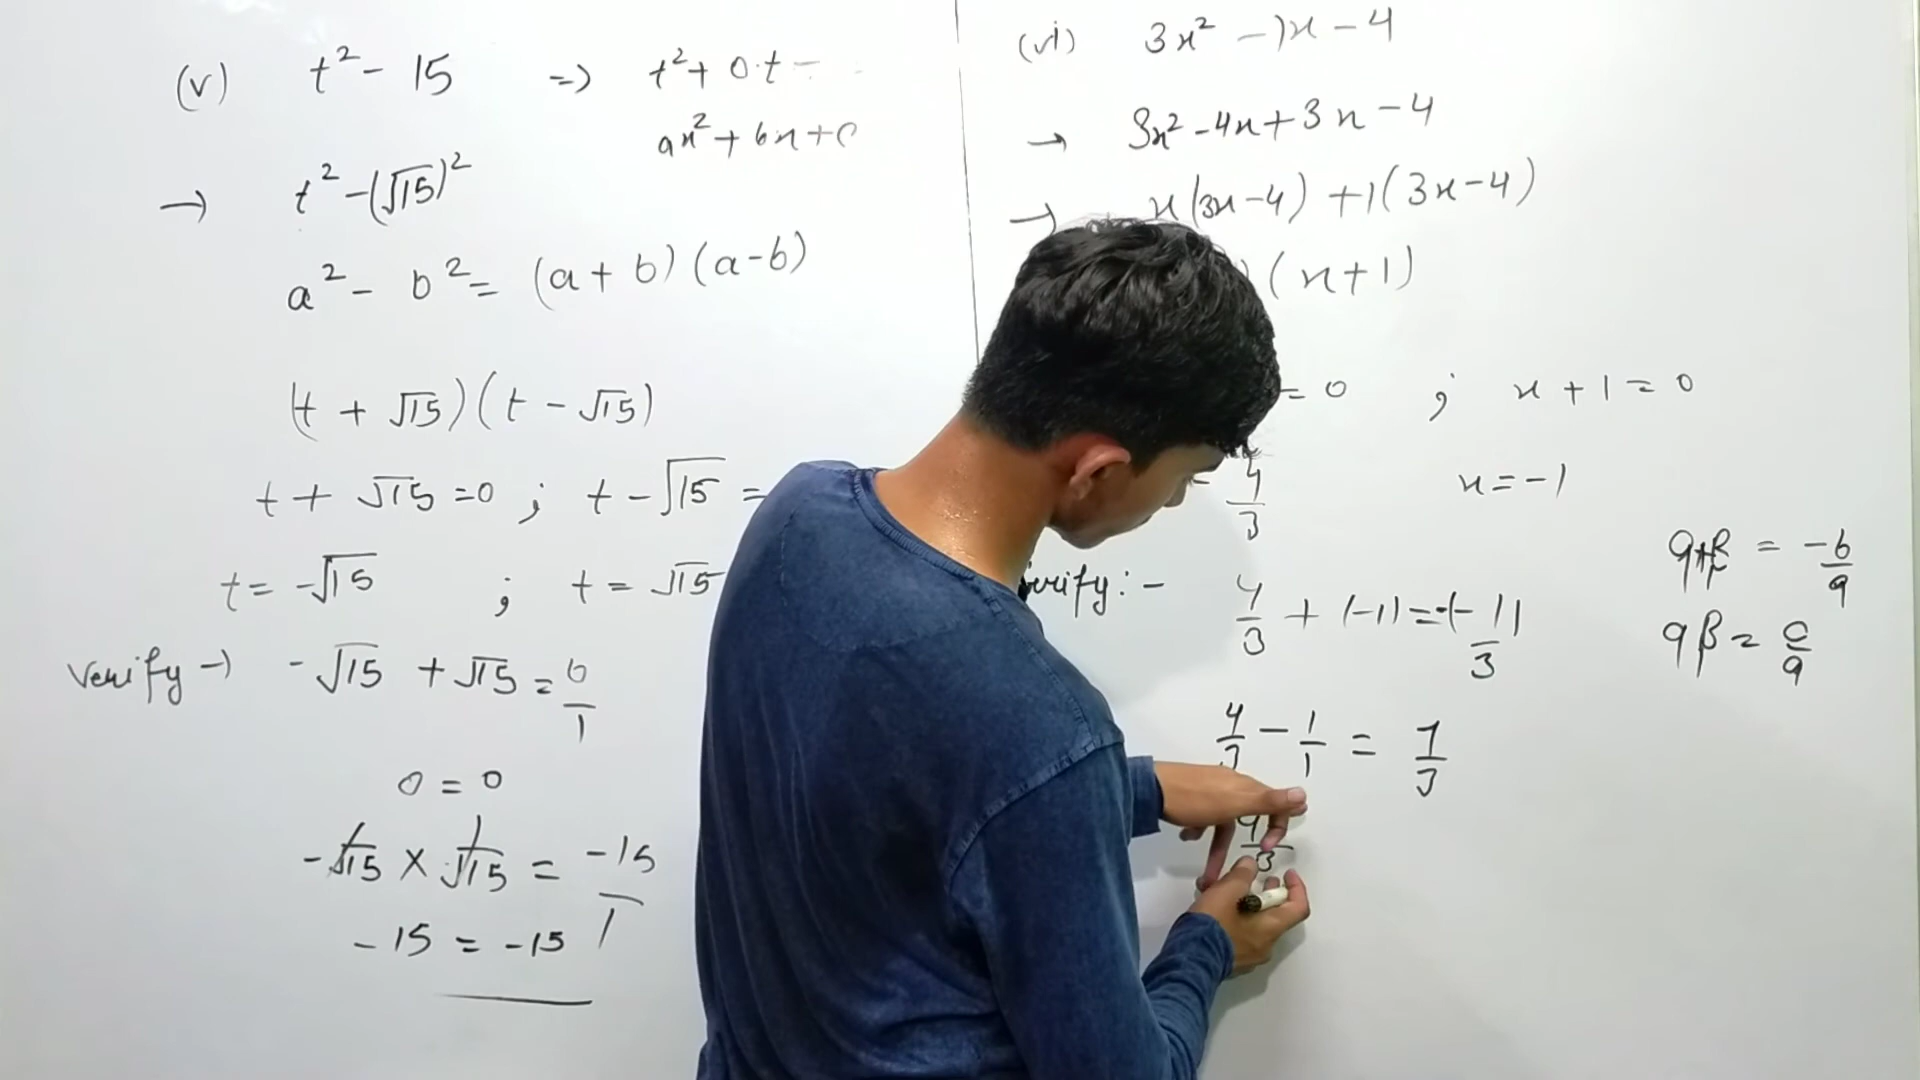 (v) t² - 15 => t² + 0·t -
ax² + bx + c
→ t² - (√15)²
a² - b² = (a + b) (a - b)
(t + √15) (t - √15)
t + √15 = 0 ; t - √15 =
t = -√15 ; t = √15
Verify → -√15 + √15 = 0/1
0 = 0
-√15 × √15 = -15/1
-15 = -15
(vi) 3x² - )x - 4
→ 3x² - 4x + 3x - 4
→ x(3x - 4) + 1(3x - 4)
) (x + 1)
= 0 ; x + 1 = 0
4/3 x = -1
erify :- 4/3 + (-1) = -(-1)/3
4/3 - 1/1 = 1/3
α+β = -b/a
αβ = c/a